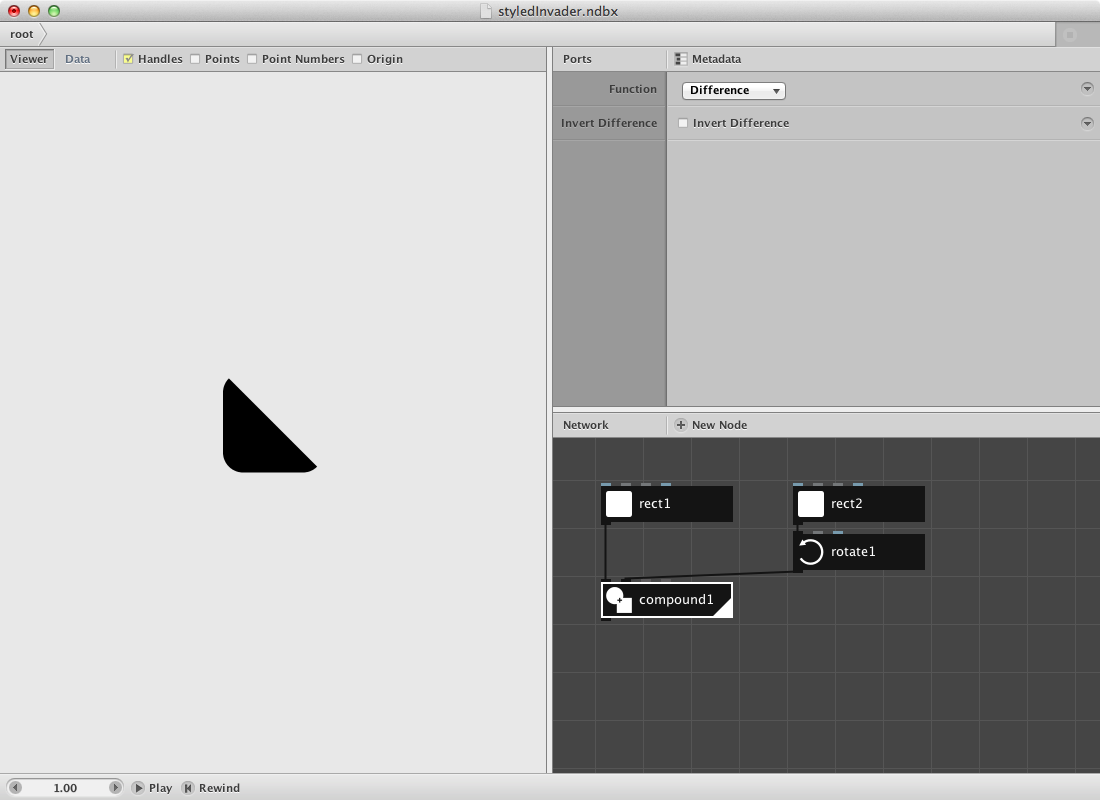 styledInvader.ndbx
root
Viewer Data Handles Points Point Numbers Origin
Ports Metadata
Function Difference
Invert Difference Invert Difference
Network New Node
rect1 rect2
rotate1
compound1
1.00 Play Rewind